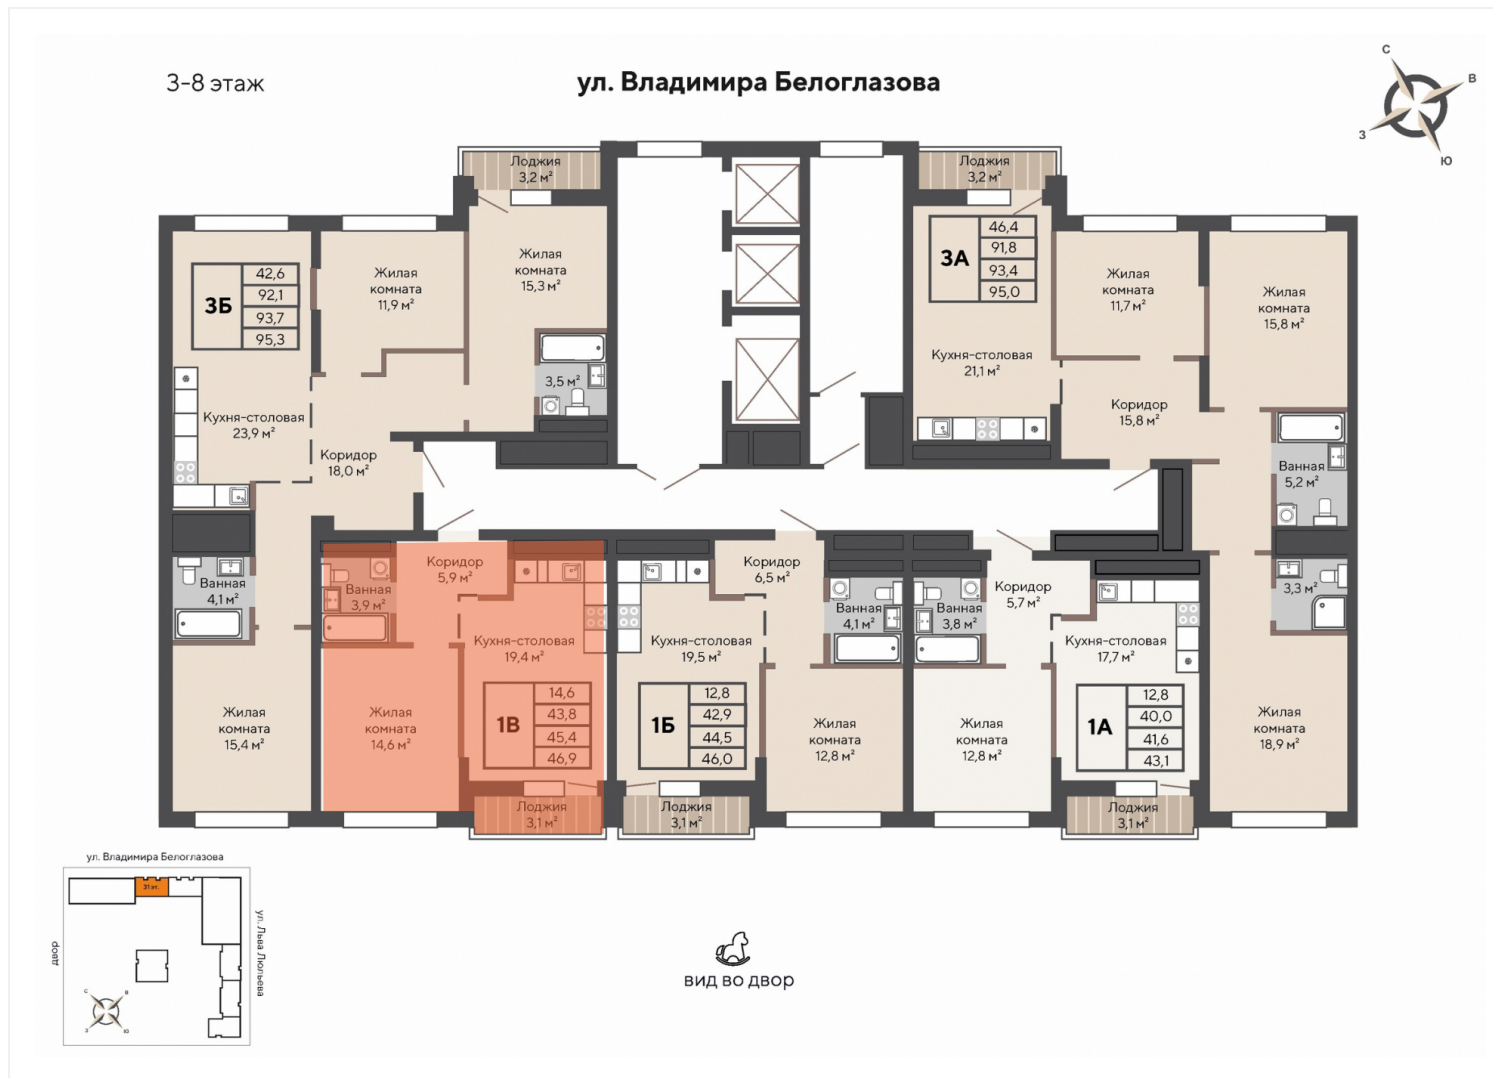 3-8 этаж
ул. Владимира Белоглазова
С
В
З
Ю
Лоджия
3,2 м²
Лоджия
3,2 м²
3Б
42,6
92,1
93,7
95,3
Жилая
комната
11,9 м²
Жилая
комната
15,3 м²
3А
46,4
91,8
93,4
95,0
Жилая
комната
11,7 м²
Жилая
комната
15,8 м²
3,5 м²
Кухня-столовая
23,9 м²
Коридор
18,0 м²
Кухня-столовая
21,1 м²
Коридор
15,8 м²
Ванная
5,2 м²
Ванная
4,1 м²
Ванная
3,9 м²
Коридор
5,9 м²
Коридор
6,5 м²
Ванная
4,1 м²
Ванная
3,8 м²
Коридор
5,7 м²
3,3 м²
Кухня-столовая
19,4 м²
Кухня-столовая
19,5 м²
Кухня-столовая
17,7 м²
Жилая
комната
15,4 м²
Жилая
комната
14,6 м²
1В
14,6
43,8
45,4
46,9
1Б
12,8
42,9
44,5
46,0
Жилая
комната
12,8 м²
Жилая
комната
12,8 м²
1А
12,8
40,0
41,6
43,1
Жилая
комната
18,9 м²
Лоджия
3,1 м²
Лоджия
3,1 м²
Лоджия
3,1 м²
ул. Владимира Белоглазова
31 эт.
двор
ул. Льва Люльева
С
В
З
Ю
вид во двор